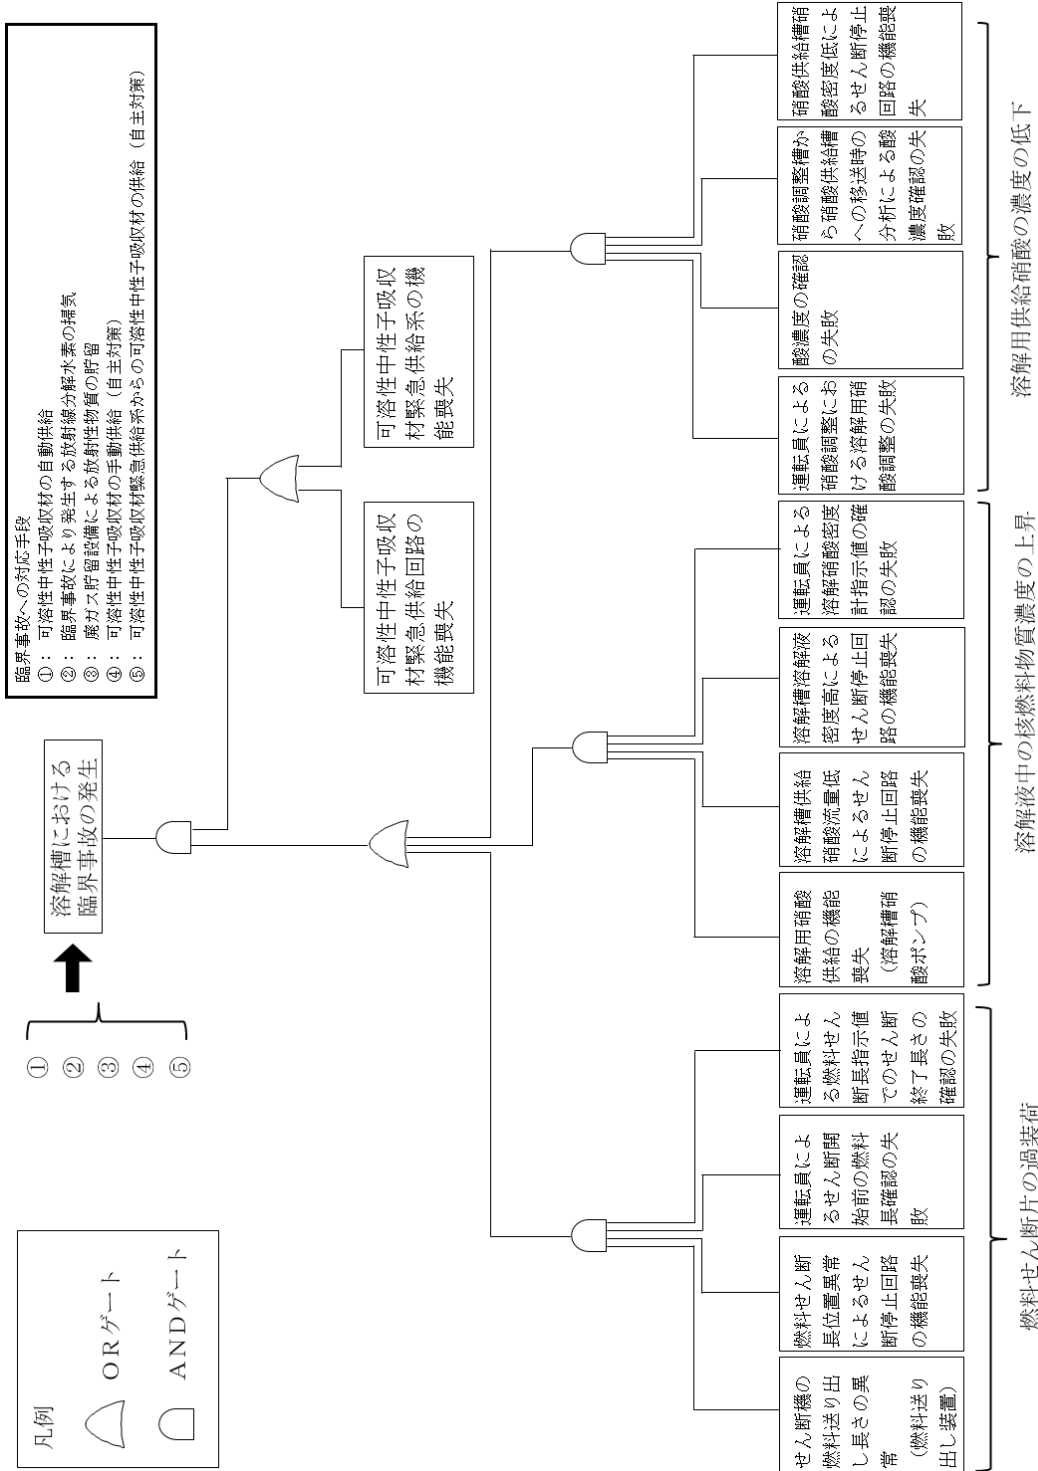 臨界事故への対応手段
①：可溶性中性子吸収材の自動供給
②：臨界事故により発生する放射線分解水素の掃気
③：廃ガス貯留設備による放射性物質の貯留
④：可溶性中性子吸収材の手動供給（自主対策）
⑤：可溶性中性子吸収材緊急供給系からの可溶性中性子吸収材の供給（自主対策）
凡例
ORゲート
ANDゲート
①
②
③
④
⑤
溶解槽における
臨界事故の発生
可溶性中性子吸収
材緊急供給回路の
機能喪失
可溶性中性子吸収
材緊急供給系の機
能喪失
せん断機の
燃料送り出
し長さの異
常
（燃料送り
出し装置）
燃料せん断
長位置異常
によるせん
断停止回路
の機能喪失
運転員によ
るせん断開
始前の燃料
長確認の失
敗
運転員によ
る燃料せん
断長指示値
でのせん断
終了長さの
確認の失敗
溶解用硝酸
供給の機能
喪失
（溶解槽硝
酸ポンプ）
溶解槽供給
硝酸流量低
によるせん
断停止回路
の機能喪失
溶解槽溶解液
密度高による
せん断停止回
路の機能喪失
運転員による
溶解硝酸密度
計指示値の確
認の失敗
運転員による
硝酸調整にお
ける溶解用硝
酸調整の失敗
酸濃度の確認
の失敗
硝酸調整槽か
ら硝酸供給槽
への移送時の
分析による酸
濃度確認の失
敗
硝酸供給槽硝
酸密度低によ
るせん断停止
回路の機能喪
失
燃料せん断片の過装荷
溶解液中の核燃料物質濃度の上昇
溶解用供給硝酸の濃度の低下